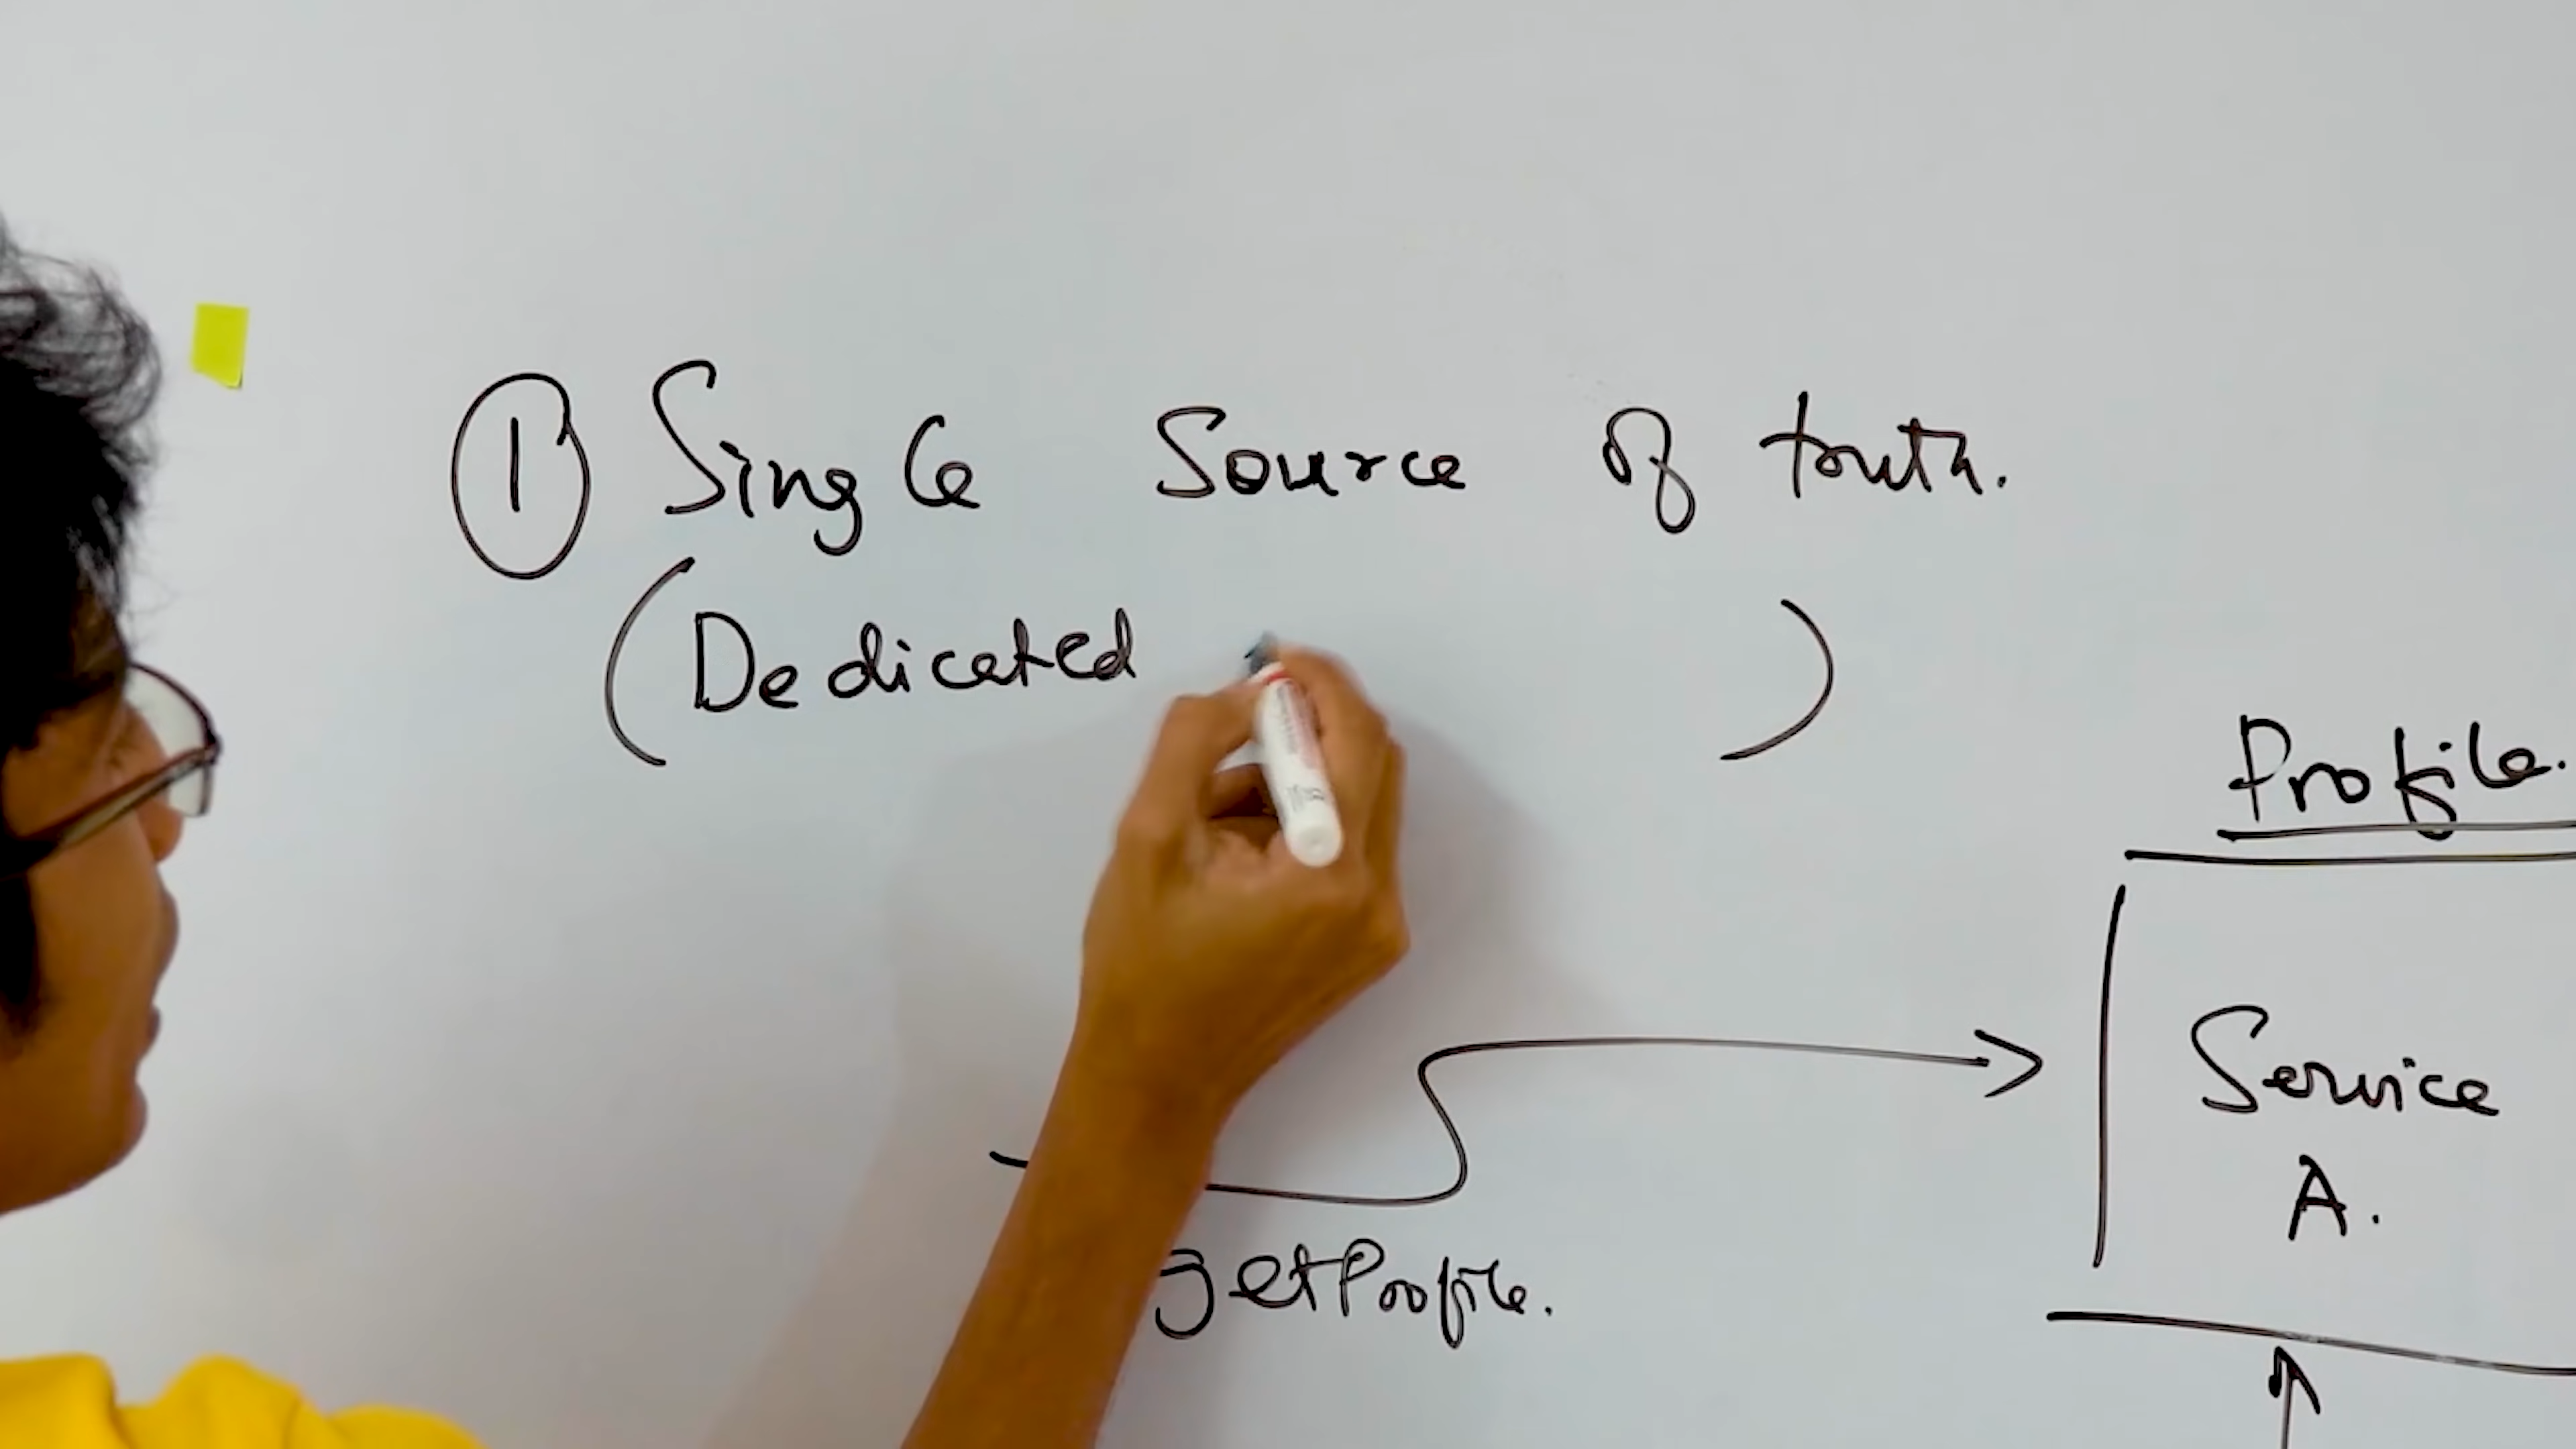 ① Single Source of truth.
(Dedicated )
Profile.
Service
A.
getProfile.